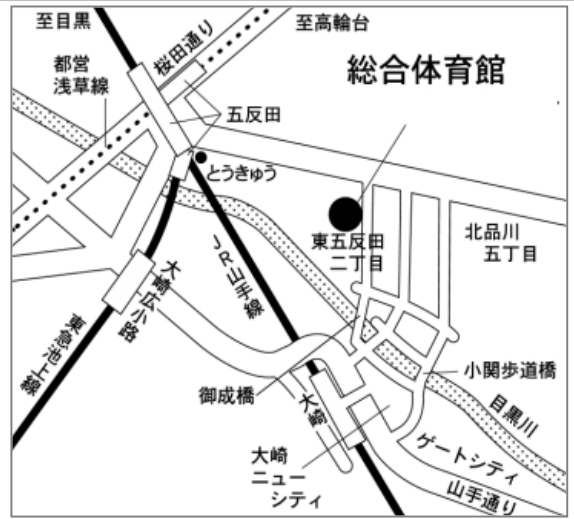 至目黒
桜田通り
至高輪台
都営
浅草線
総合体育館
五反田
とうきゅう
東五反田
二丁目
北品川
五丁目
JR山手線
大崎広小路
東急池上線
小関歩道橋
御成橋
大崎
目黒川
大崎
ニュー
シティ
ゲートシティ
山手通り